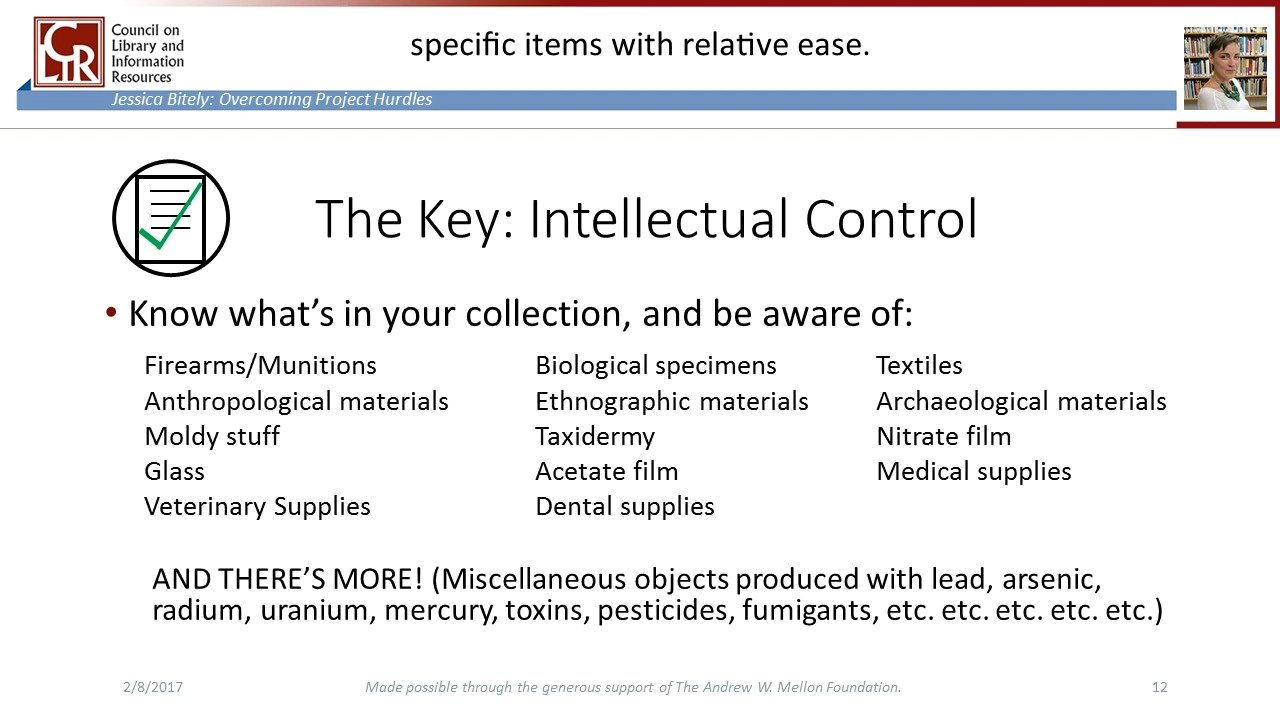 CLIR
Council on
Library and
Information
Resources
specific items with relative ease.
Jessica Bitely: Overcoming Project Hurdles
The Key: Intellectual Control
• Know what’s in your collection, and be aware of:
Firearms/Munitions Biological specimens Textiles
Anthropological materials Ethnographic materials Archaeological materials
Moldy stuff Taxidermy Nitrate film
Glass Acetate film Medical supplies
Veterinary Supplies Dental supplies
AND THERE’S MORE! (Miscellaneous objects produced with lead, arsenic,
radium, uranium, mercury, toxins, pesticides, fumigants, etc. etc. etc. etc. etc.)
2/8/2017 Made possible through the generous support of The Andrew W. Mellon Foundation. 12